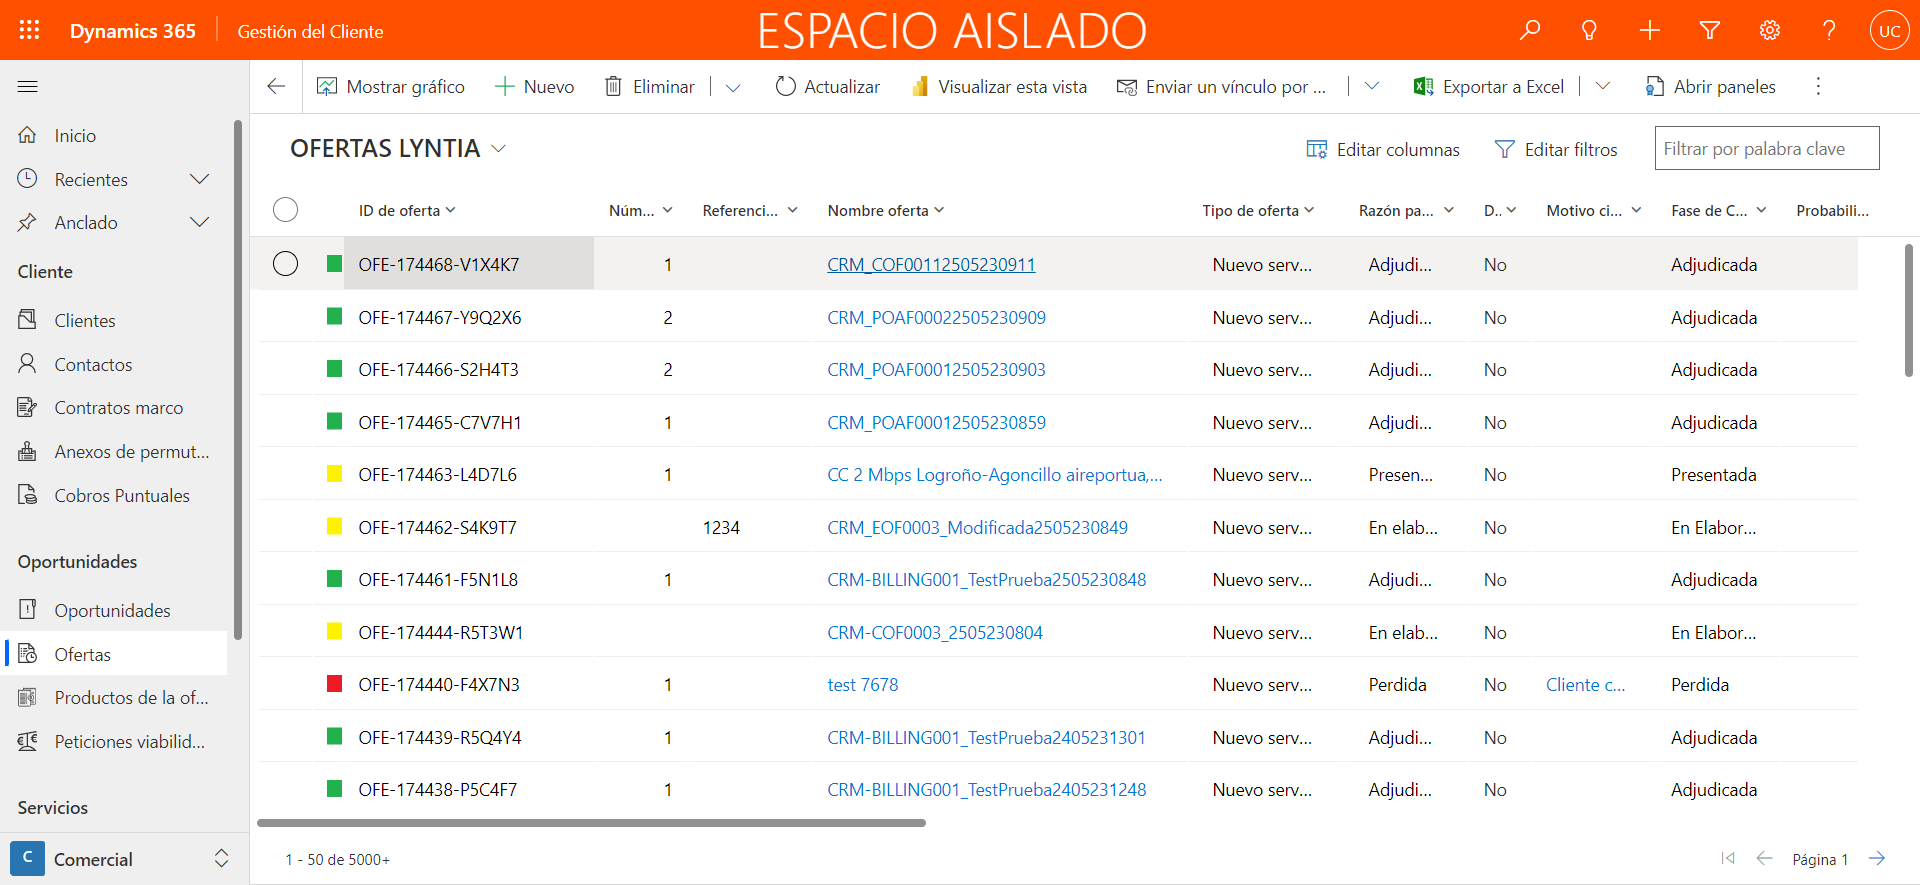 Dynamics 365 Gestión del Cliente ESPACIO AISLADO UC
Mostrar gráfico Nuevo Eliminar Actualizar Visualizar esta vista Enviar un vínculo por ... Exportar a Excel Abrir paneles
Inicio
Recientes
Anclado
Cliente
Clientes
Contactos
Contratos marco
Anexos de permut...
Cobros Puntuales
Oportunidades
Oportunidades
Ofertas
Productos de la of...
Peticiones viabilid...
Servicios
C Comercial
OFERTAS LYNTIA Editar columnas Editar filtros Filtrar por palabra clave
ID de oferta Núm... Referenci... Nombre oferta Tipo de oferta Razón pa... D.. Motivo ci... Fase de C... Probabili...
OFE-174468-V1X4K7 1 CRM_COF00112505230911 Nuevo serv... Adjudi... No Adjudicada
OFE-174467-Y9Q2X6 2 CRM_POAF00022505230909 Nuevo serv... Adjudi... No Adjudicada
OFE-174466-S2H4T3 2 CRM_POAF00012505230903 Nuevo serv... Adjudi... No Adjudicada
OFE-174465-C7V7H1 1 CRM_POAF00012505230859 Nuevo serv... Adjudi... No Adjudicada
OFE-174463-L4D7L6 1 CC 2 Mbps Logroño-Agoncillo aireportua,... Nuevo serv... Presen... No Presentada
OFE-174462-S4K9T7 1234 CRM_EOF0003_Modificada2505230849 Nuevo serv... En elab... No En Elabor...
OFE-174461-F5N1L8 1 CRM-BILLING001_TestPrueba2505230848 Nuevo serv... Adjudi... No Adjudicada
OFE-174444-R5T3W1 CRM-COF0003_2505230804 Nuevo serv... En elab... No En Elabor...
OFE-174440-F4X7N3 1 test 7678 Nuevo serv... Perdida No Cliente c... Perdida
OFE-174439-R5Q4Y4 1 CRM-BILLING001_TestPrueba2405231301 Nuevo serv... Adjudi... No Adjudicada
OFE-174438-P5C4F7 1 CRM-BILLING001_TestPrueba2405231248 Nuevo serv... Adjudi... No Adjudicada
1 - 50 de 5000+ Página 1